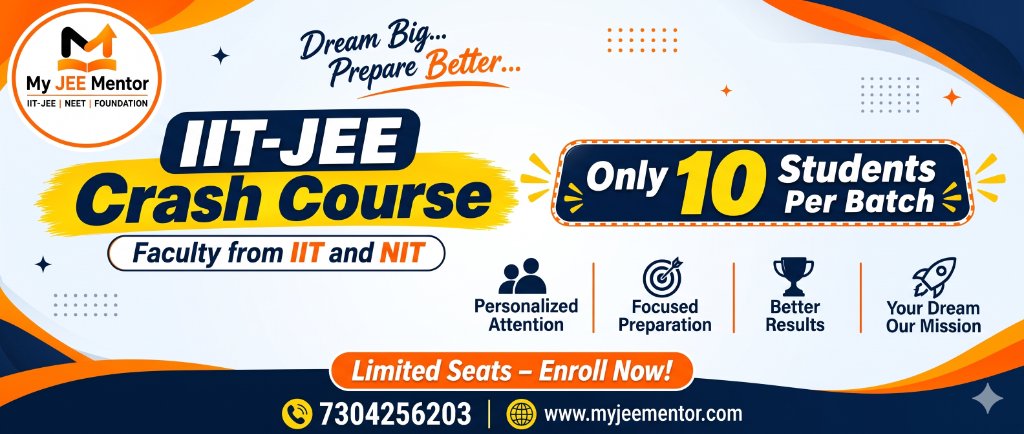 My JEE Mentor
IIT-JEE | NEET | FOUNDATION
Dream Big...
Prepare Better...
IIT-JEE
Crash Course
Faculty from IIT and NIT
Only 10 Students
Per Batch
Personalized
Attention
Focused
Preparation
Better
Results
Your Dream
Our Mission
Limited Seats – Enroll Now!
7304256203 | www.myjeementor.com